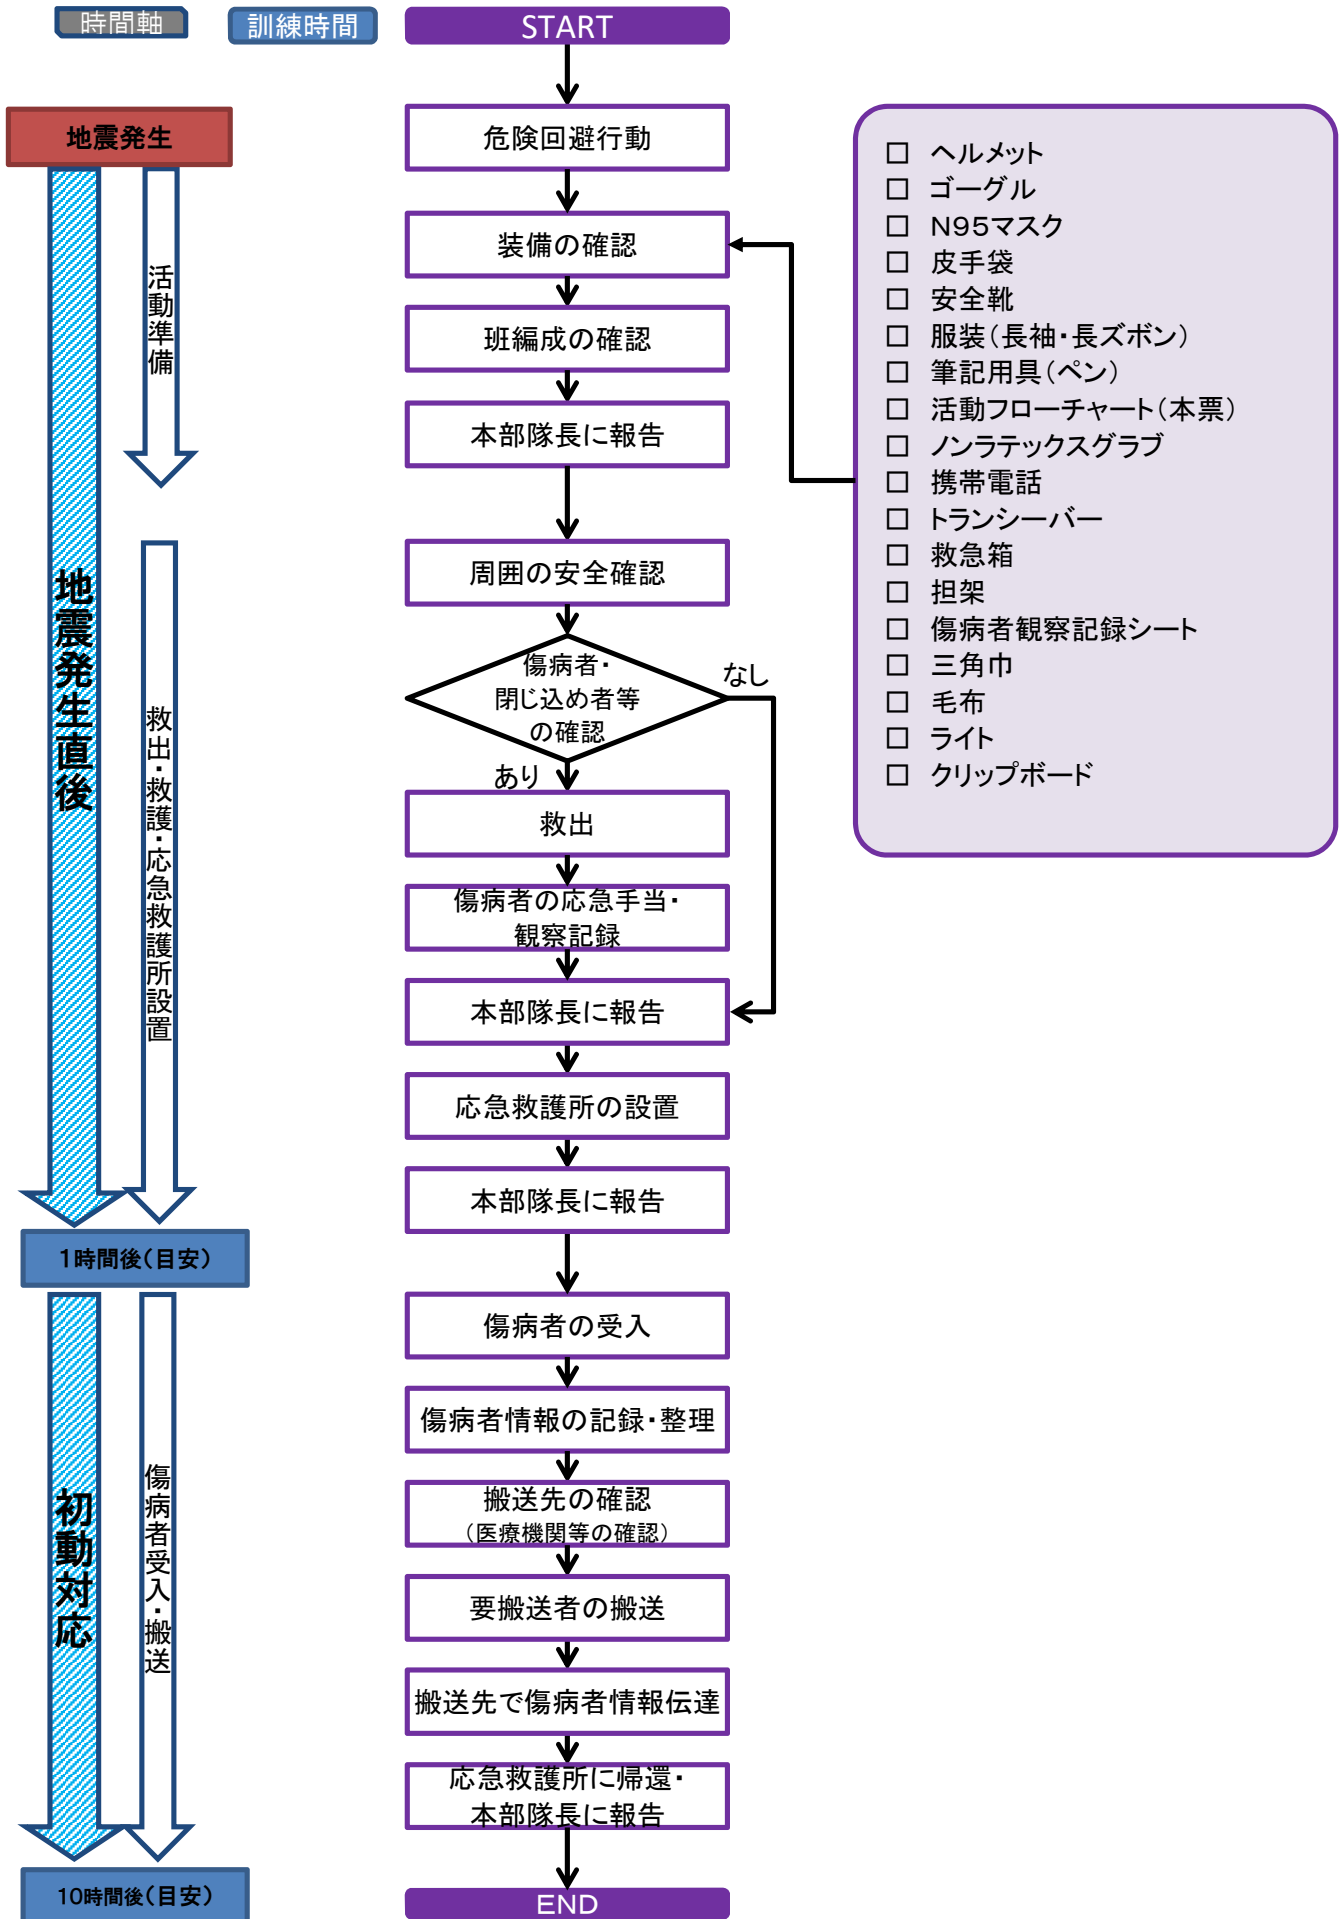 時間軸
訓練時間
START
地震発生
活動準備
地震発生直後
救出・救護・応急救護所設置
1時間後（目安）
初動対応
傷病者受入・搬送
10時間後（目安）
危険回避行動
装備の確認
班編成の確認
本部隊長に報告
周囲の安全確認
傷病者・
閉じ込め者等
の確認
なし
あり
救出
傷病者の応急手当・
観察記録
本部隊長に報告
応急救護所の設置
本部隊長に報告
傷病者の受入
傷病者情報の記録・整理
搬送先の確認
（医療機関等の確認）
要搬送者の搬送
搬送先で傷病者情報伝達
応急救護所に帰還・
本部隊長に報告
END
□ ヘルメット
□ ゴーグル
□ N95マスク
□ 皮手袋
□ 安全靴
□ 服装（長袖・長ズボン）
□ 筆記用具（ペン）
□ 活動フローチャート（本票）
□ ノンラテックスグラブ
□ 携帯電話
□ トランシーバー
□ 救急箱
□ 担架
□ 傷病者観察記録シート
□ 三角巾
□ 毛布
□ ライト
□ クリップボード